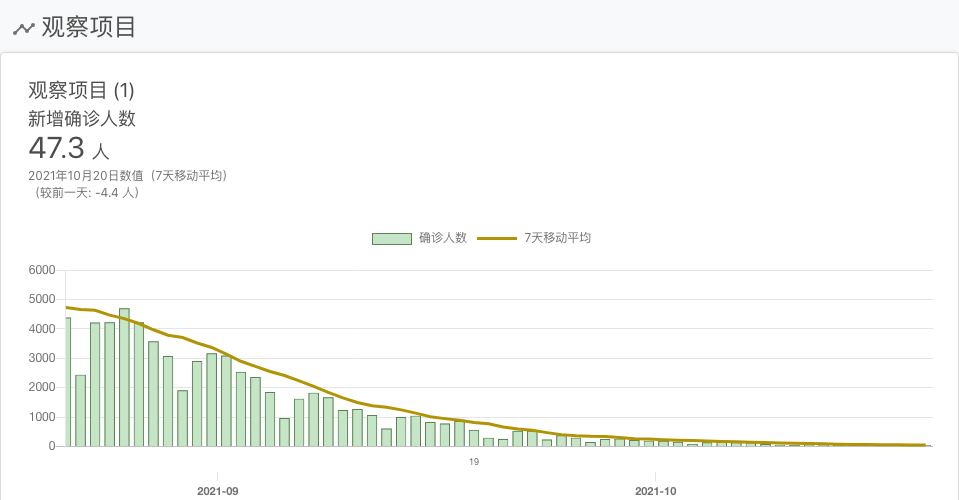 观察项目
观察项目 (1)
新增确诊人数
47.3 人
2021年10月20日数值（7天移动平均）
（较前一天: -4.4 人）
确诊人数 7天移动平均
6000
5000
4000
3000
2000
1000
0
19
2021-09 2021-10